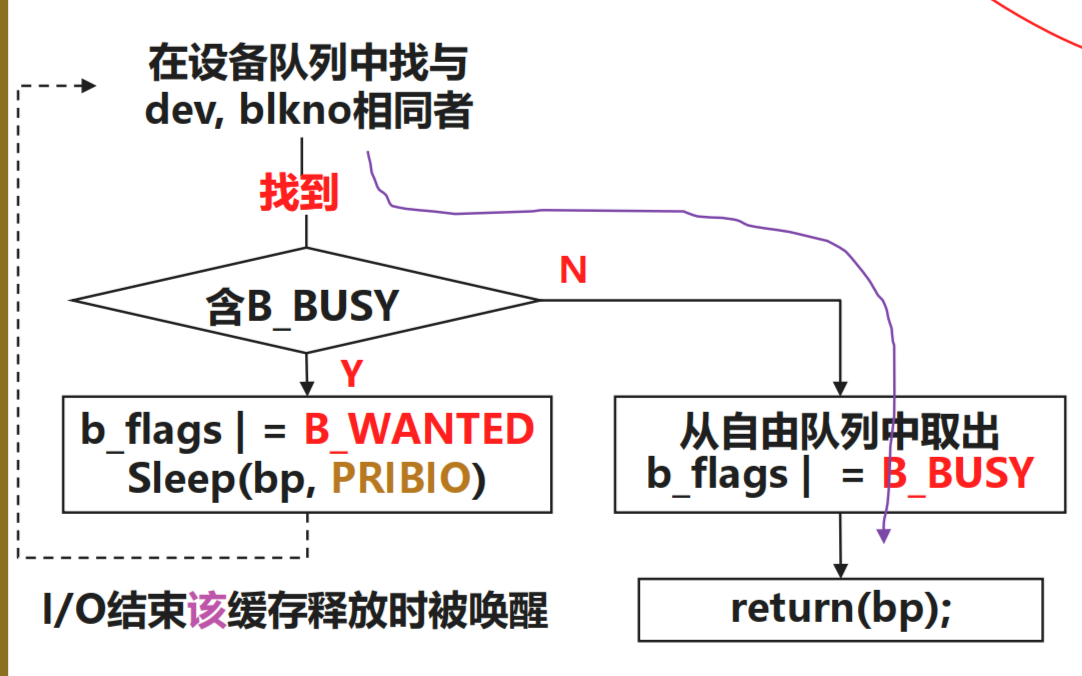 在设备队列中找与
dev, blkno相同者
找到
含B_BUSY
N
Y
b_flags | = B_WANTED
Sleep(bp, PRIBIO)
从自由队列中取出
b_flags | = B_BUSY
I/O结束该缓存释放时被唤醒
return(bp);